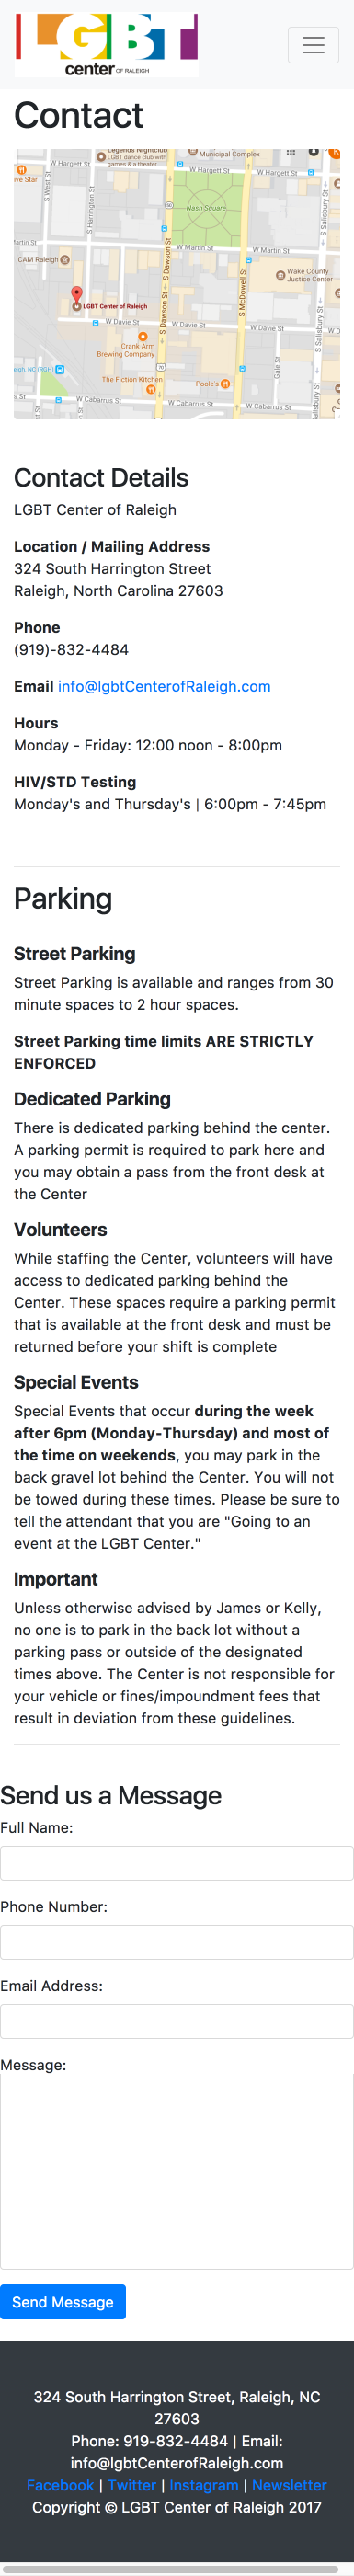 LGBT
center OF RALEIGH
Contact
Legends Nightclub
LGBT dance club with
games & theater
Municipal Complex
W Hargett St
W Hargett St
W Hargett St
ive Star
S West St
S Harrington St
Nash Square
S Salisbury St
artin St
W Martin St
W Martin St
W Martin St
CAM Raleigh
Wake County
Justice Center
LGBT Center of Raleigh
S Dawson St
S Dawson St
S McDowell St
S Salisbury St
W Davie St
W Davie St
W Davie St
Crank Arm
Brewing Company
leigh, NC (RGH)
The Fiction Kitchen
Poole's
Gale St
W Cabarrus St
W Cabarrus St
W Cabarrus St
Contact Details
LGBT Center of Raleigh
Location / Mailing Address
324 South Harrington Street
Raleigh, North Carolina 27603
Phone
(919)-832-4484
Email info@lgbtCenterofRaleigh.com
Hours
Monday - Friday: 12:00 noon - 8:00pm
HIV/STD Testing
Monday's and Thursday's | 6:00pm - 7:45pm
Parking
Street Parking
Street Parking is available and ranges from 30
minute spaces to 2 hour spaces.
Street Parking time limits ARE STRICTLY
ENFORCED
Dedicated Parking
There is dedicated parking behind the center.
A parking permit is required to park here and
you may obtain a pass from the front desk at
the Center
Volunteers
While staffing the Center, volunteers will have
access to dedicated parking behind the
Center. These spaces require a parking permit
that is available at the front desk and must be
returned before your shift is complete
Special Events
Special Events that occur during the week
after 6pm (Monday-Thursday) and most of
the time on weekends, you may park in the
back gravel lot behind the Center. You will not
be towed during these times. Please be sure to
tell the attendant that you are "Going to an
event at the LGBT Center."
Important
Unless otherwise advised by James or Kelly,
no one is to park in the back lot without a
parking pass or outside of the designated
times above. The Center is not responsible for
your vehicle or fines/impoundment fees that
result in deviation from these guidelines.
Send us a Message
Full Name:
Phone Number:
Email Address:
Message:
Send Message
324 South Harrington Street, Raleigh, NC
27603
Phone: 919-832-4484 | Email:
info@lgbtCenterofRaleigh.com
Facebook | Twitter | Instagram | Newsletter
Copyright © LGBT Center of Raleigh 2017